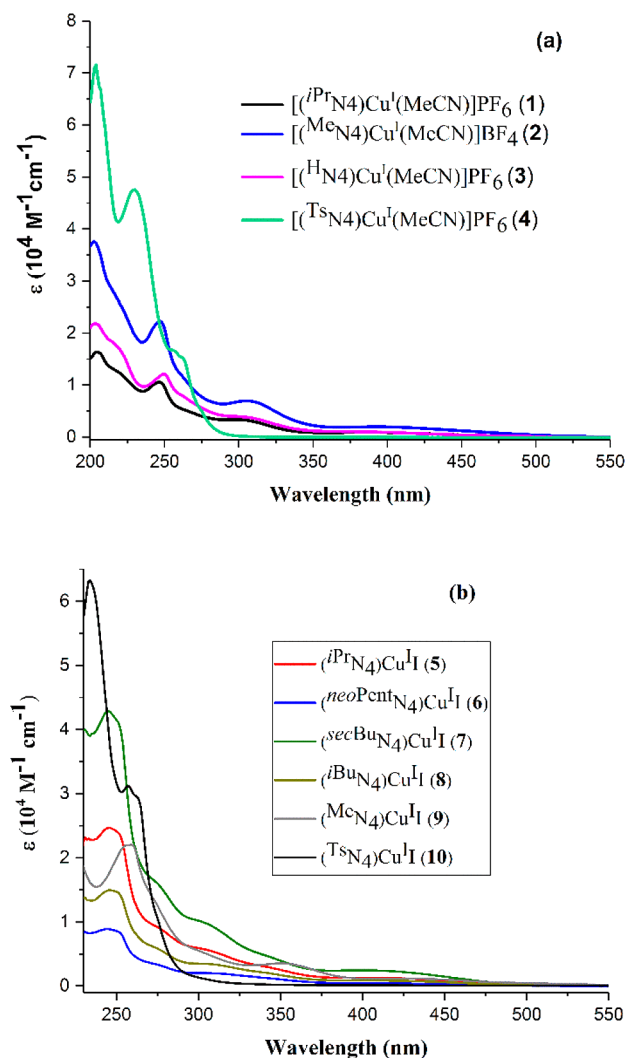 (a)
[(iPrN4)CuI(MeCN)]PF6 (1)
[(MeN4)CuI(MeCN)]BF4 (2)
[(HN4)CuI(MeCN)]PF6 (3)
[(TsN4)CuI(MeCN)]PF6 (4)
ε (10⁴ M⁻¹cm⁻¹)
8
7
6
5
4
3
2
1
0
200 250 300 350 400 450 500 550
Wavelength (nm)
(b)
(iPrN4)CuII (5)
(neoPentN4)CuII (6)
(secBuN4)CuII (7)
(iBuN4)CuII (8)
(MeN4)CuII (9)
(TsN4)CuII (10)
ε (10⁴ M⁻¹ cm⁻¹)
6
5
4
3
2
1
0
250 300 350 400 450 500 550
Wavelength (nm)